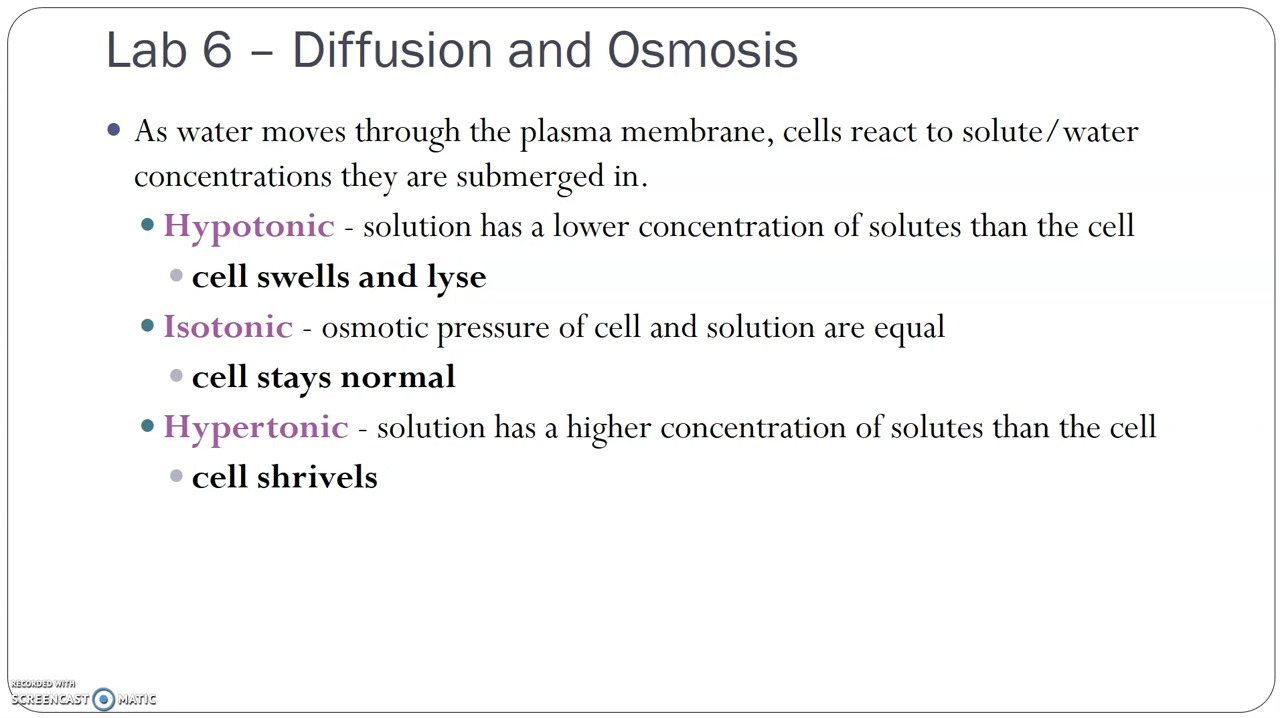 Lab 6 – Diffusion and Osmosis
As water moves through the plasma membrane, cells react to solute/water
concentrations they are submerged in.
Hypotonic - solution has a lower concentration of solutes than the cell
cell swells and lyse
Isotonic - osmotic pressure of cell and solution are equal
cell stays normal
Hypertonic - solution has a higher concentration of solutes than the cell
cell shrivels
RECORDED WITH
SCREENCAST MATIC